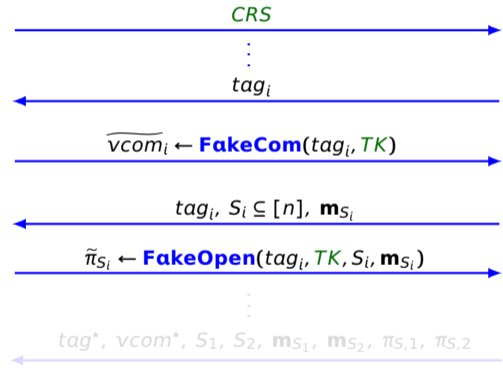 CRS
⋮
tag_i
\widetilde{vcom}_i ← FakeCom(tag_i, TK)
tag_i, S_i ⊆ [n], m_{S_i}
\widetilde{π}_{S_i} ← FakeOpen(tag_i, TK, S_i, m_{S_i})
⋮
tag*, vcom*, S_1, S_2, m_{S_1}, m_{S_2}, π_{S,1}, π_{S,2}